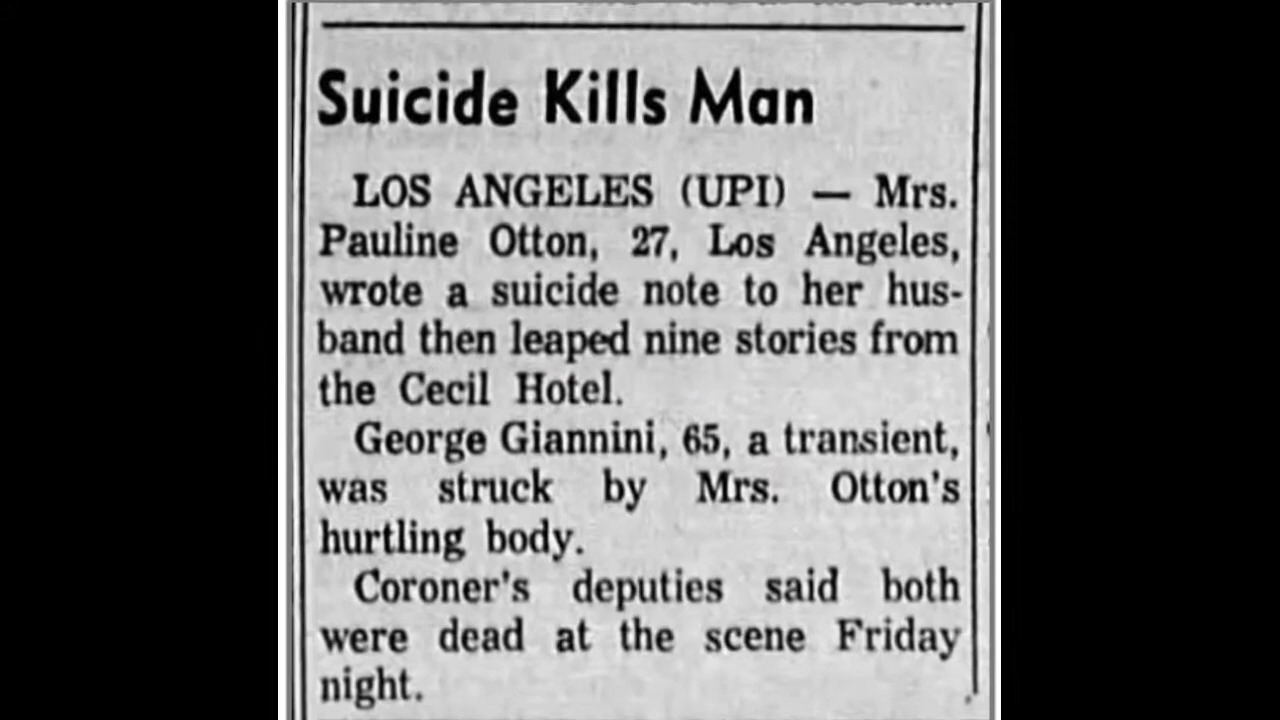 Suicide Kills Man
LOS ANGELES (UPI) — Mrs.
Pauline Otton, 27, Los Angeles,
wrote a suicide note to her hus-
band then leaped nine stories from
the Cecil Hotel.
George Giannini, 65, a transient,
was struck by Mrs. Otton's
hurtling body.
Coroner's deputies said both
were dead at the scene Friday
night.